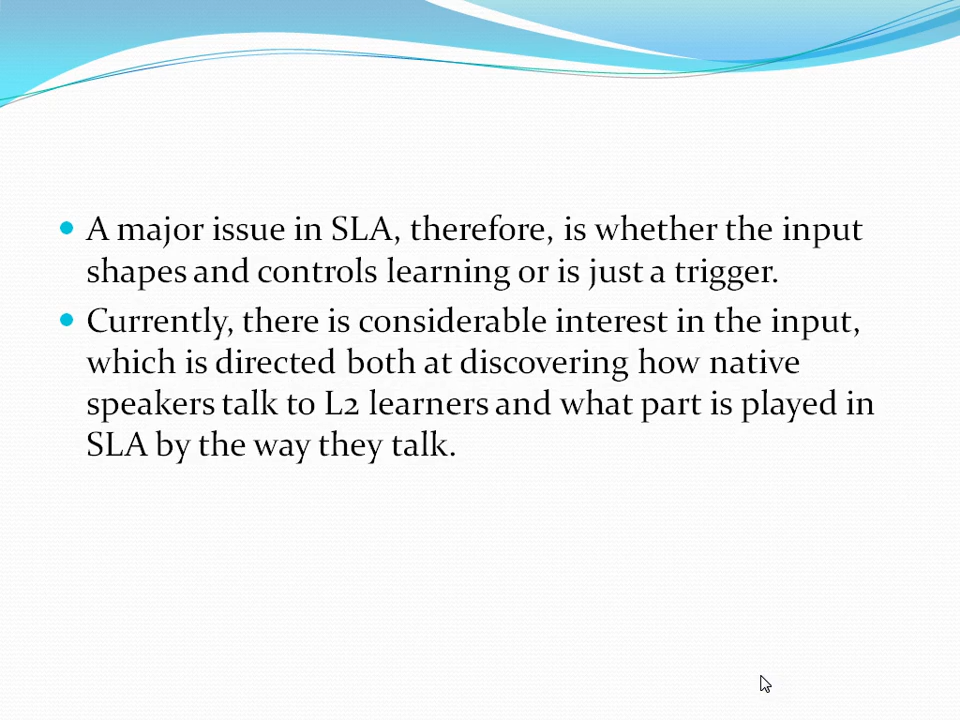 A major issue in SLA, therefore, is whether the input
shapes and controls learning or is just a trigger.
Currently, there is considerable interest in the input,
which is directed both at discovering how native
speakers talk to L2 learners and what part is played in
SLA by the way they talk.